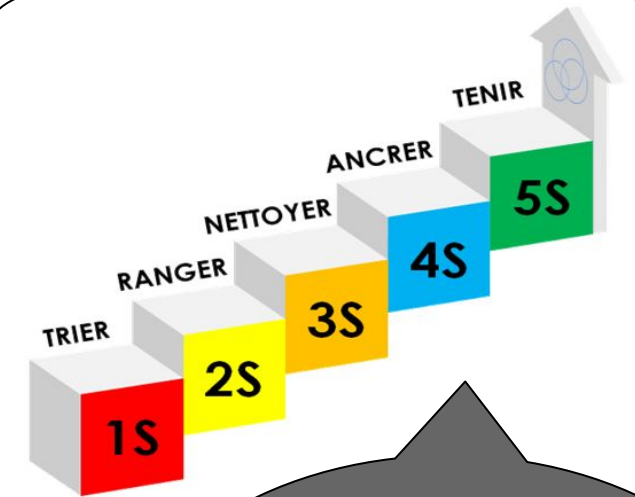 TENIR
ANCRER
NETTOYER
RANGER
TRIER
5S
4S
3S
2S
1S